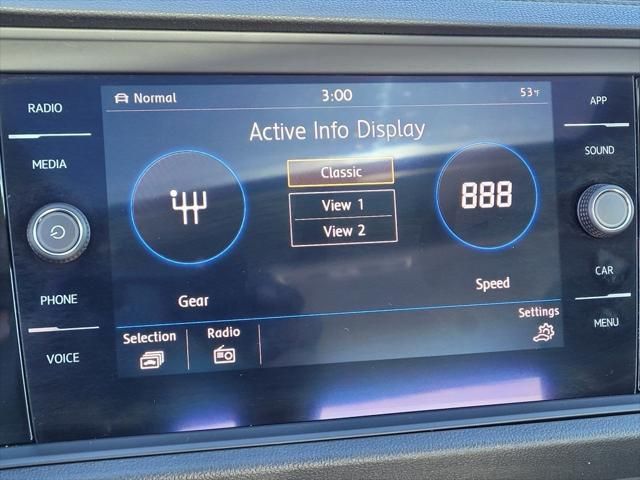 RADIO
MEDIA
PHONE
VOICE
Normal 3:00 53°F
Active Info Display
Classic
View 1
View 2
888
Gear
Speed
Selection
Radio
Settings
APP
SOUND
CAR
MENU